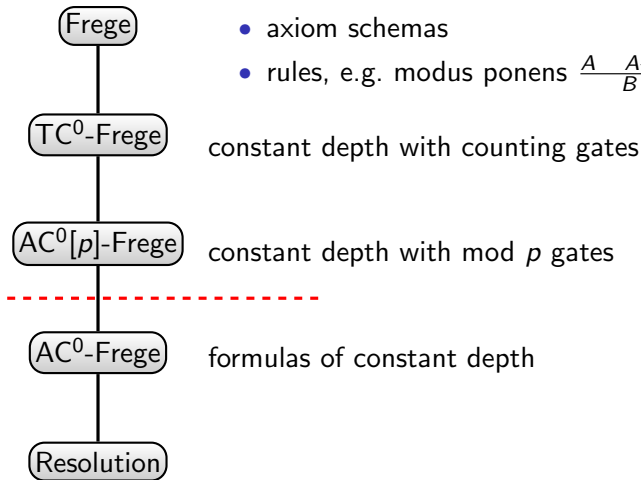 Frege
• axiom schemas
• rules, e.g. modus ponens A A / B
TC⁰-Frege
constant depth with counting gates
AC⁰[p]-Frege
constant depth with mod p gates
AC⁰-Frege
formulas of constant depth
Resolution